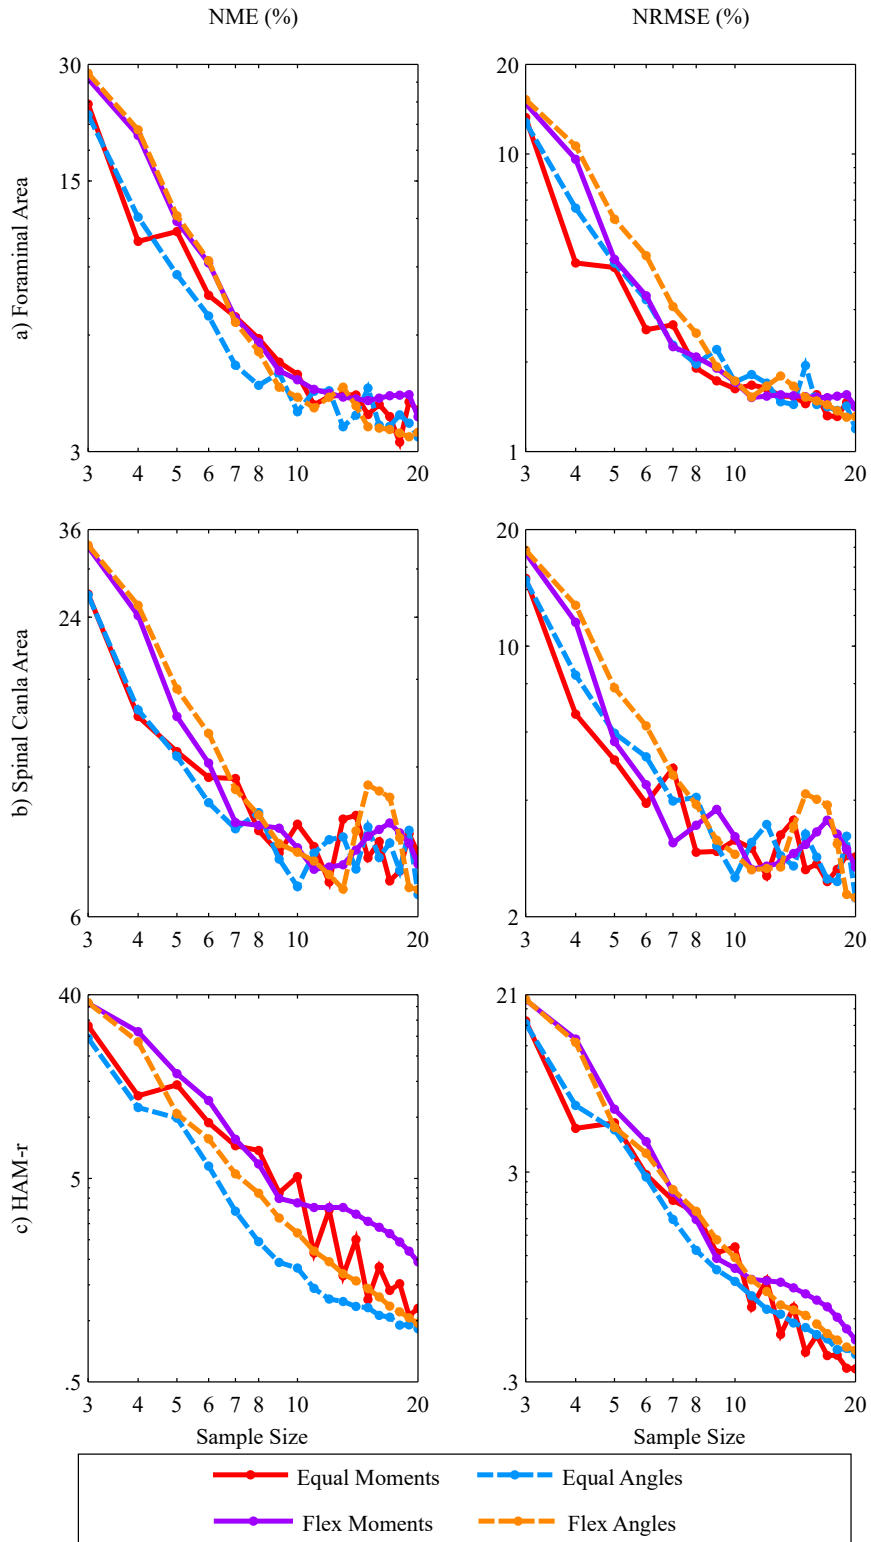 NME (%) NRMSE (%)
a) Foraminal Area
30
15
3
3 4 5 6 7 8 10 20
20
10
1
3 4 5 6 7 8 10 20
b) Spinal Canla Area
36
24
6
3 4 5 6 7 8 10 20
20
10
2
3 4 5 6 7 8 10 20
c) HAM-r
40
5
.5
3 4 5 6 7 8 10 20
Sample Size
21
3
.3
3 4 5 6 7 8 10 20
Sample Size
Equal Moments Equal Angles
Flex Moments Flex Angles